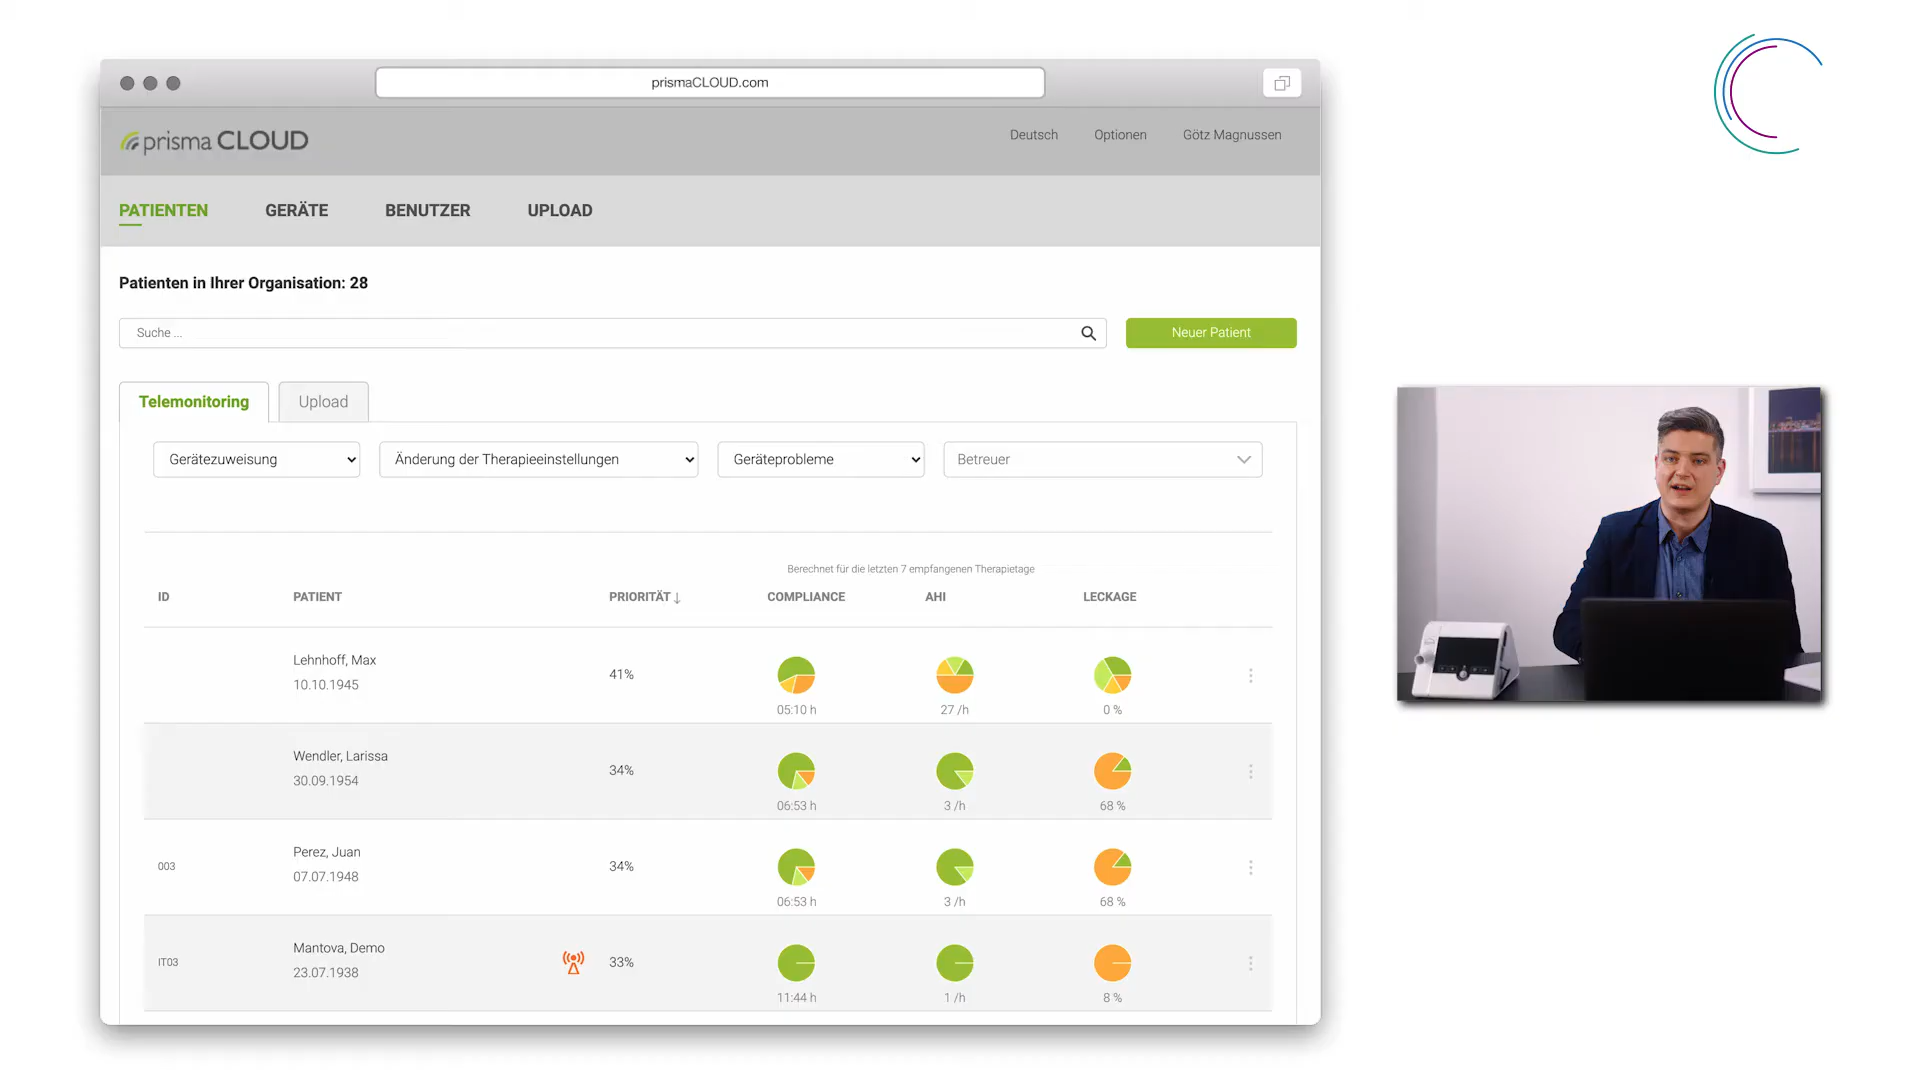 prismaCLOUD.com
prisma CLOUD
Deutsch
Optionen
Götz Magnussen
PATIENTEN
GERÄTE
BENUTZER
UPLOAD
Patienten in Ihrer Organisation: 28
Suche ...
Neuer Patient
Telemonitoring
Upload
Gerätezuweisung
Änderung der Therapieeinstellungen
Geräteprobleme
Betreuer
Berechnet für die letzten 7 empfangenen Therapietage
ID
PATIENT
PRIORITÄT↓
COMPLIANCE
AHI
LECKAGE
Lehnhoff, Max
10.10.1945
41%
05:10 h
27 /h
0 %
Wendler, Larissa
30.09.1954
34%
06:53 h
3 /h
68 %
003
Perez, Juan
07.07.1948
34%
06:53 h
3 /h
68 %
IT03
Mantova, Demo
23.07.1938
33%
11:44 h
1 /h
8 %